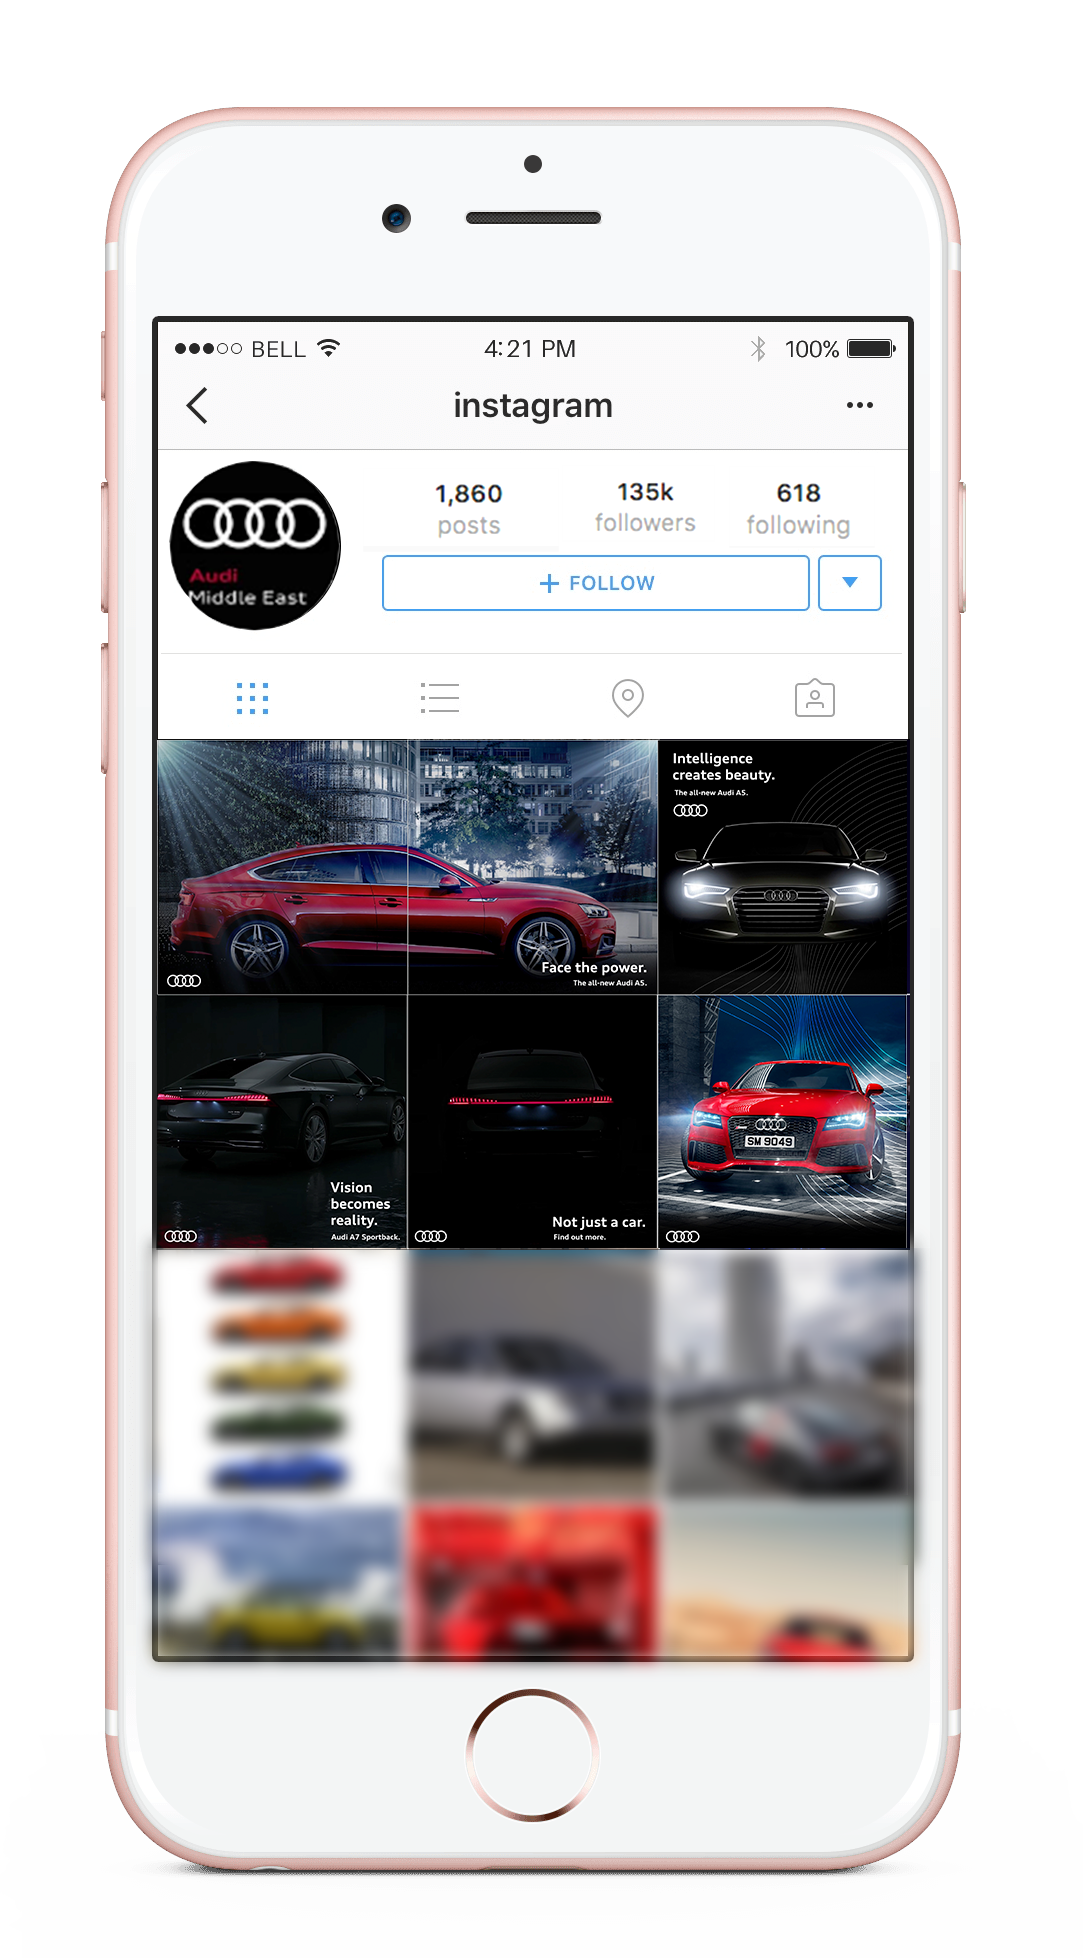 BELL
4:21 PM
100%
instagram
1,860
posts
135k
followers
618
following
Audi
Middle East
+ FOLLOW
Face the power.
The all-new Audi A5.
Intelligence
creates beauty.
The all-new Audi A5.
Vision
becomes
reality.
Audi A7 Sportback.
Not just a car.
Find out more.
SM 9049